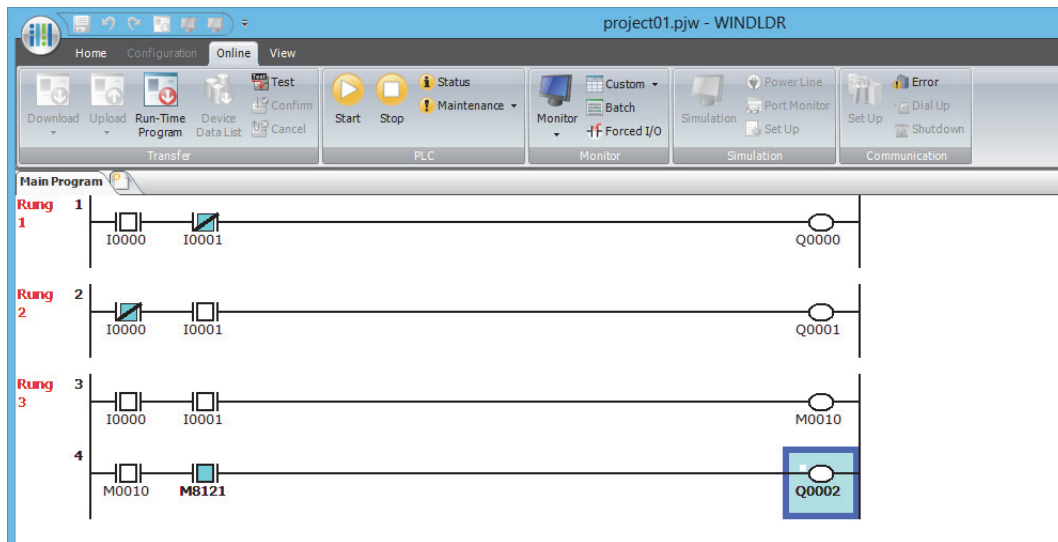 project01.pjw - WINDLDR
Home Configuration Online View
Download Upload Run-Time Program Device Data List Test Confirm Cancel
Start Stop Status Maintenance
Monitor Custom Batch Forced I/O
Simulation Power Line Port Monitor Set Up
Set Up Error Dial Up Shutdown
Transfer PLC Monitor Simulation Communication
Main Program
Rung 1 1
I0000 I0001 Q0000
Rung 2 2
I0000 I0001 Q0001
Rung 3 3
I0000 I0001 M0010
4
M0010 M8121 Q0002